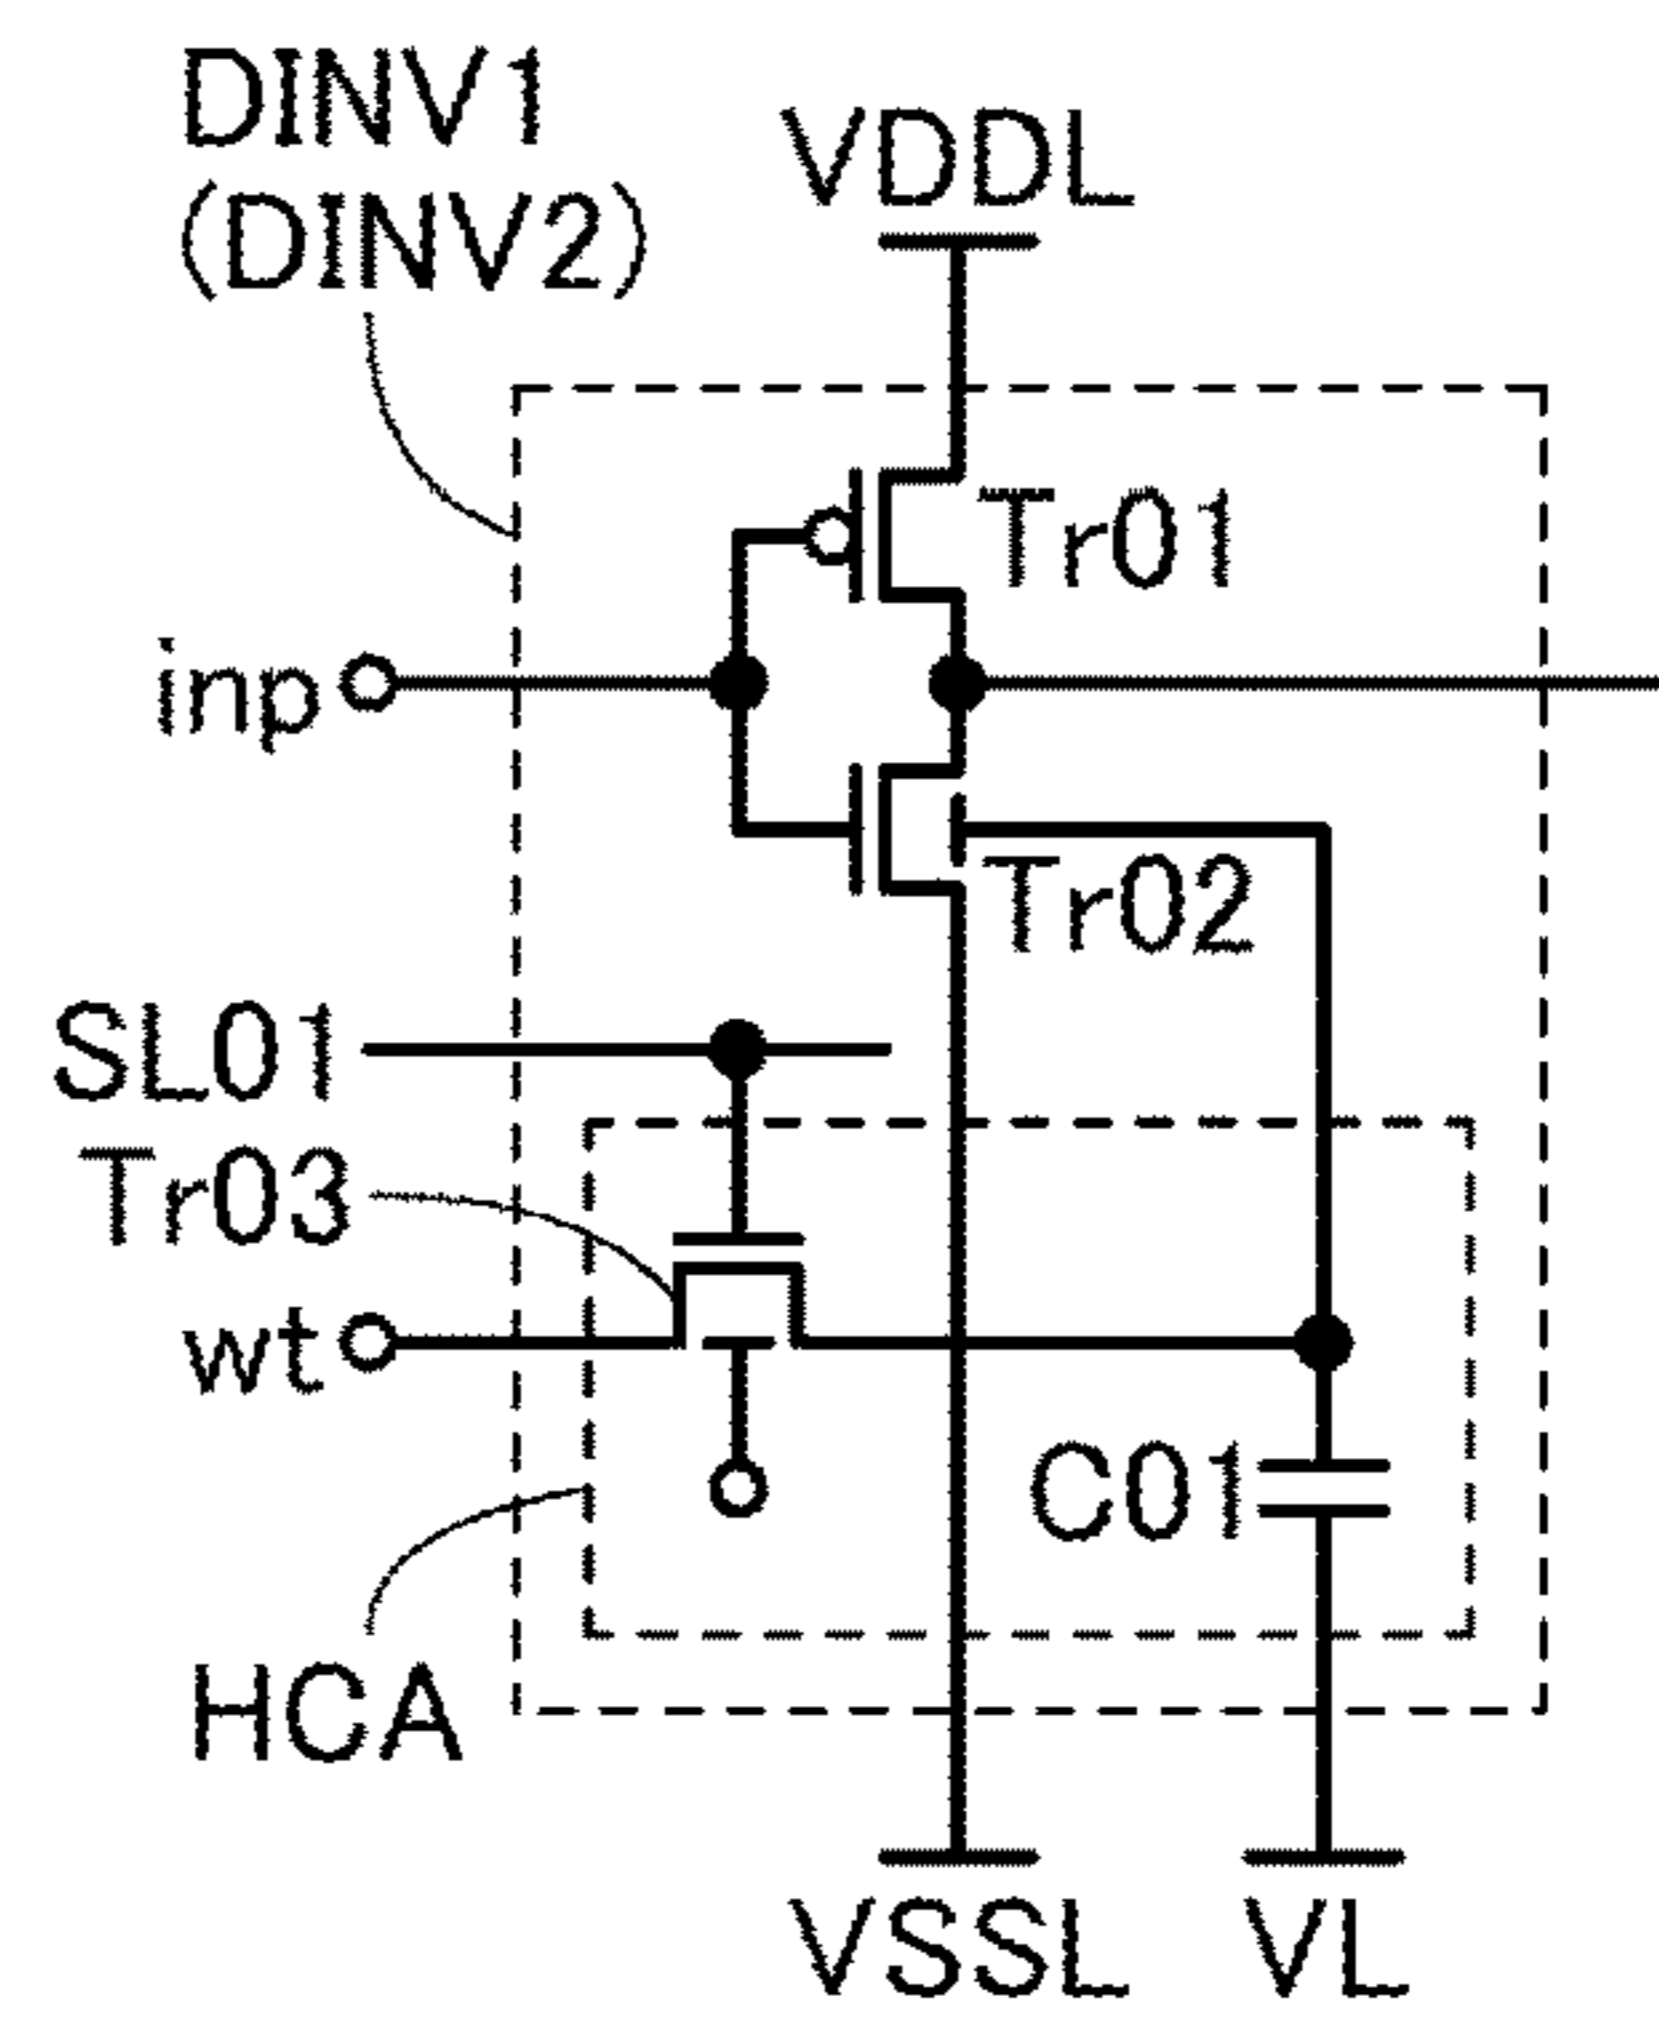 DINV1
(DINV2)
VDDL
Tr01
inp
Tr02
SL01
Tr03
wt
C01
HCA
VSSL
VL